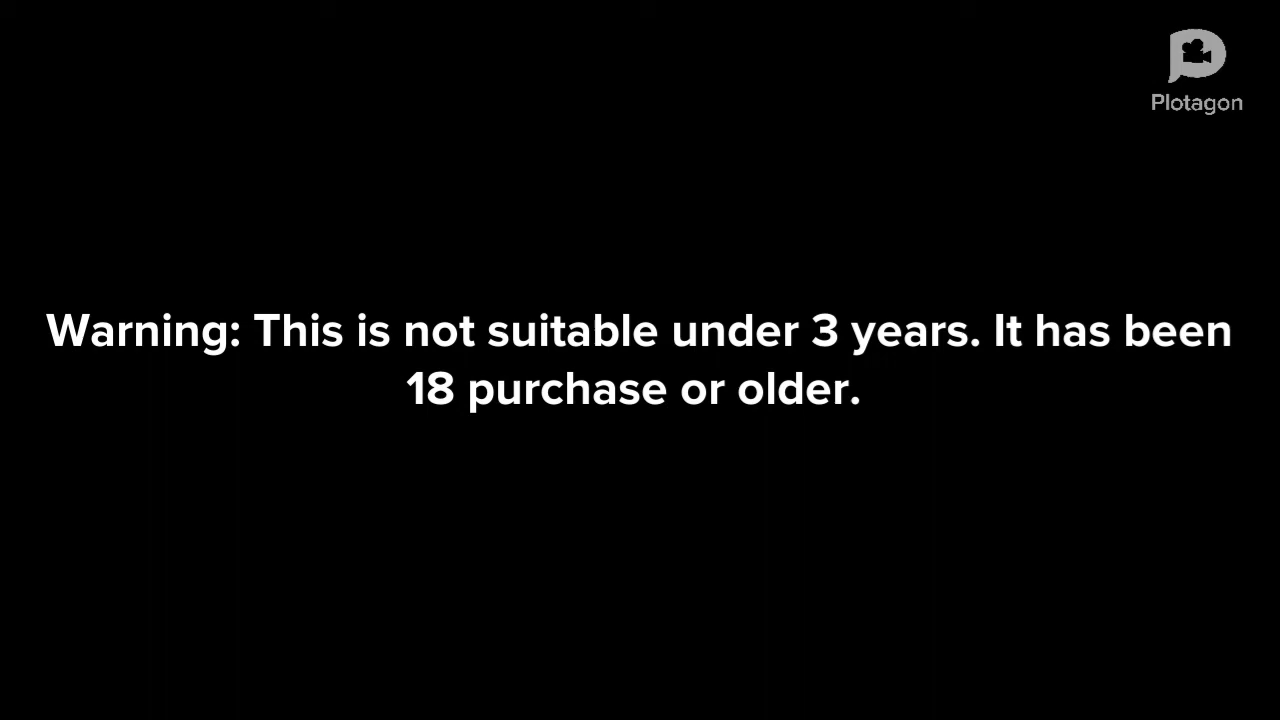 Plotagon
Warning: This is not suitable under 3 years. It has been
18 purchase or older.